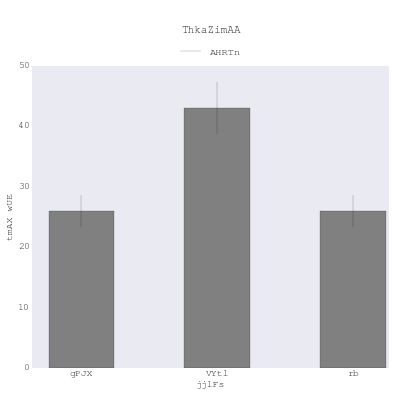 ThkaZimAA
AHRTn
50
40
30
20
10
0
tmAX wUE
gPJX
VYtl
rb
jjlFs